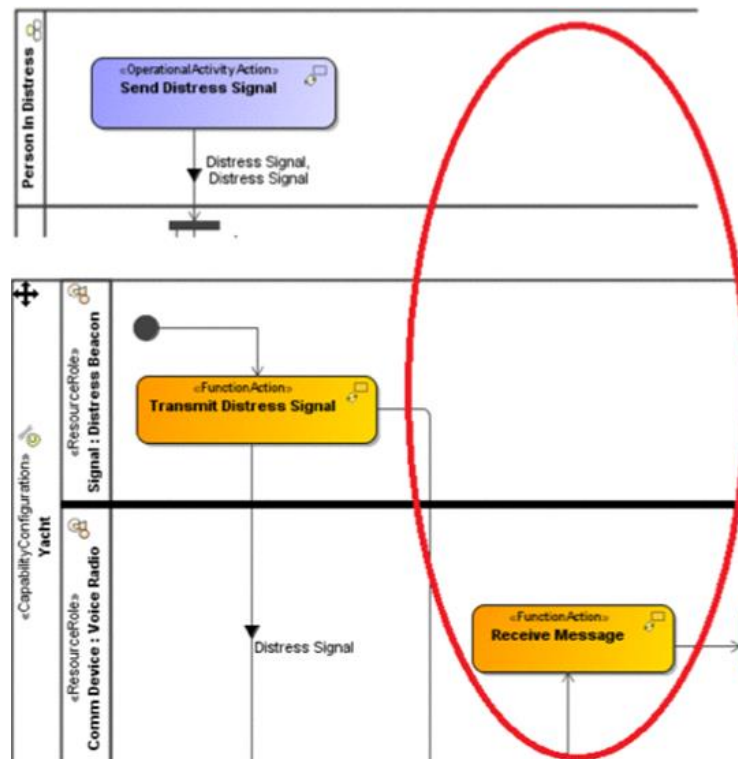 Person In Distress
«OperationalActivityAction»
Send Distress Signal
Distress Signal,
Distress Signal
«CapabilityConfiguration»
Yacht
«ResourceRole»
Signal : Distress Beacon
«FunctionAction»
Transmit Distress Signal
«ResourceRole»
Comm Device : Voice Radio
Distress Signal
«FunctionAction»
Receive Message